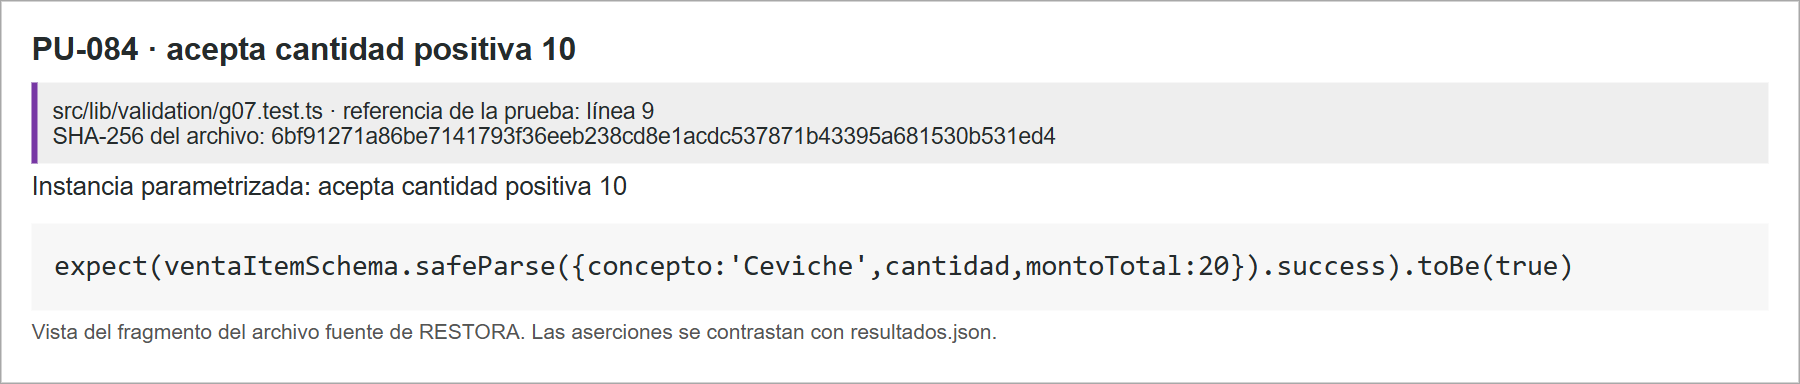 PU-084 · acepta cantidad positiva 10
src/lib/validation/g07.test.ts · referencia de la prueba: línea 9
SHA-256 del archivo: 6bf91271a86be7141793f36eeb238cd8e1acdc537871b43395a681530b531ed4
Instancia parametrizada: acepta cantidad positiva 10
expect(ventaItemSchema.safeParse({concepto:'Ceviche',cantidad,montoTotal:20}).success).toBe(true)
Vista del fragmento del archivo fuente de RESTORA. Las aserciones se contrastan con resultados.json.